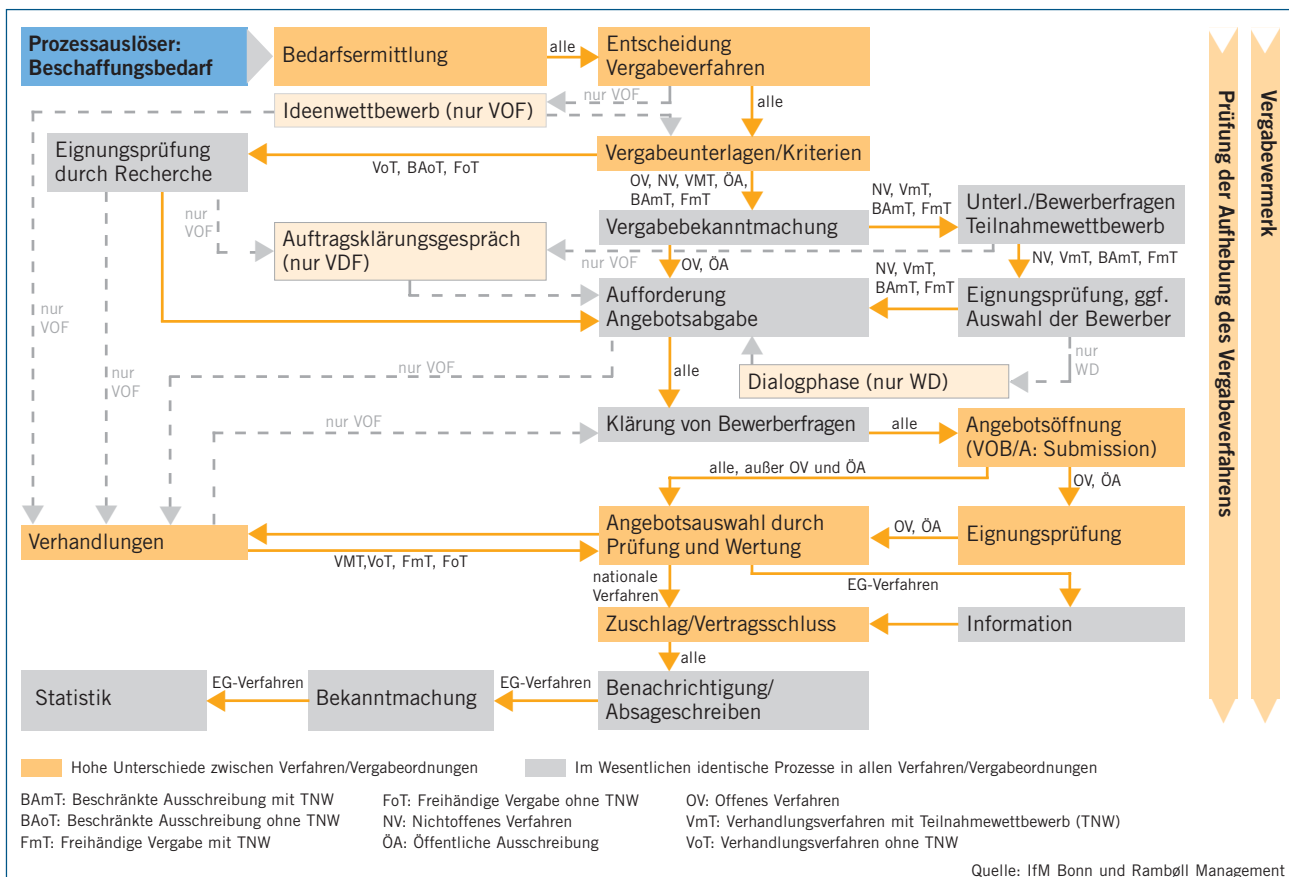 Prozessauslöser:
Beschaffungsbedarf
Bedarfsermittlung
alle
Entscheidung
Vergabeverfahren
nur VOF
alle
Ideenwettbewerb (nur VOF)
Eignungsprüfung
durch Recherche
VoT, BAoT, FoT
Vergabeunterlagen/Kriterien
OV, NV, VMT, ÖA,
BAmT, FmT
NV, VmT,
BAmT, FmT
Unterl./Bewerberfragen
Teilnahmewettbewerb
Vergabebekanntmachung
nur
VOF
Auftragsklärungsgespräch
(nur VDF)
nur VOF
OV, ÖA
NV, VmT,
BAmT, FmT
NV, VmT, BAmT, FmT
Aufforderung
Angebotsabgabe
Eignungsprüfung, ggf.
Auswahl der Bewerber
nur
VOF
nur
VOF
nur VOF
alle
Dialogphase (nur WD)
nur
WD
nur VOF
Klärung von Bewerberfragen
alle
Angebotsöffnung
(VOB/A: Submission)
alle, außer OV und ÖA
OV, ÖA
Verhandlungen
VMT,VoT, FmT, FoT
Angebotsauswahl durch
Prüfung und Wertung
OV, ÖA
Eignungsprüfung
nationale
Verfahren
EG-Verfahren
Zuschlag/Vertragsschluss
Information
alle
Statistik
EG-Verfahren
Bekanntmachung
EG-Verfahren
Benachrichtigung/
Absageschreiben
Prüfung der Aufhebung des Vergabeverfahrens
Vergabevermerk
Hohe Unterschiede zwischen Verfahren/Vergabeordnungen
Im Wesentlichen identische Prozesse in allen Verfahren/Vergabeordnungen
BAmT: Beschränkte Ausschreibung mit TNW
BAoT: Beschränkte Ausschreibung ohne TNW
FmT: Freihändige Vergabe mit TNW
FoT: Freihändige Vergabe ohne TNW
NV: Nichtoffenes Verfahren
ÖA: Öffentliche Ausschreibung
OV: Offenes Verfahren
VmT: Verhandlungsverfahren mit Teilnahmewettbewerb (TNW)
VoT: Verhandlungsverfahren ohne TNW
Quelle: IfM Bonn und Rambøll Management